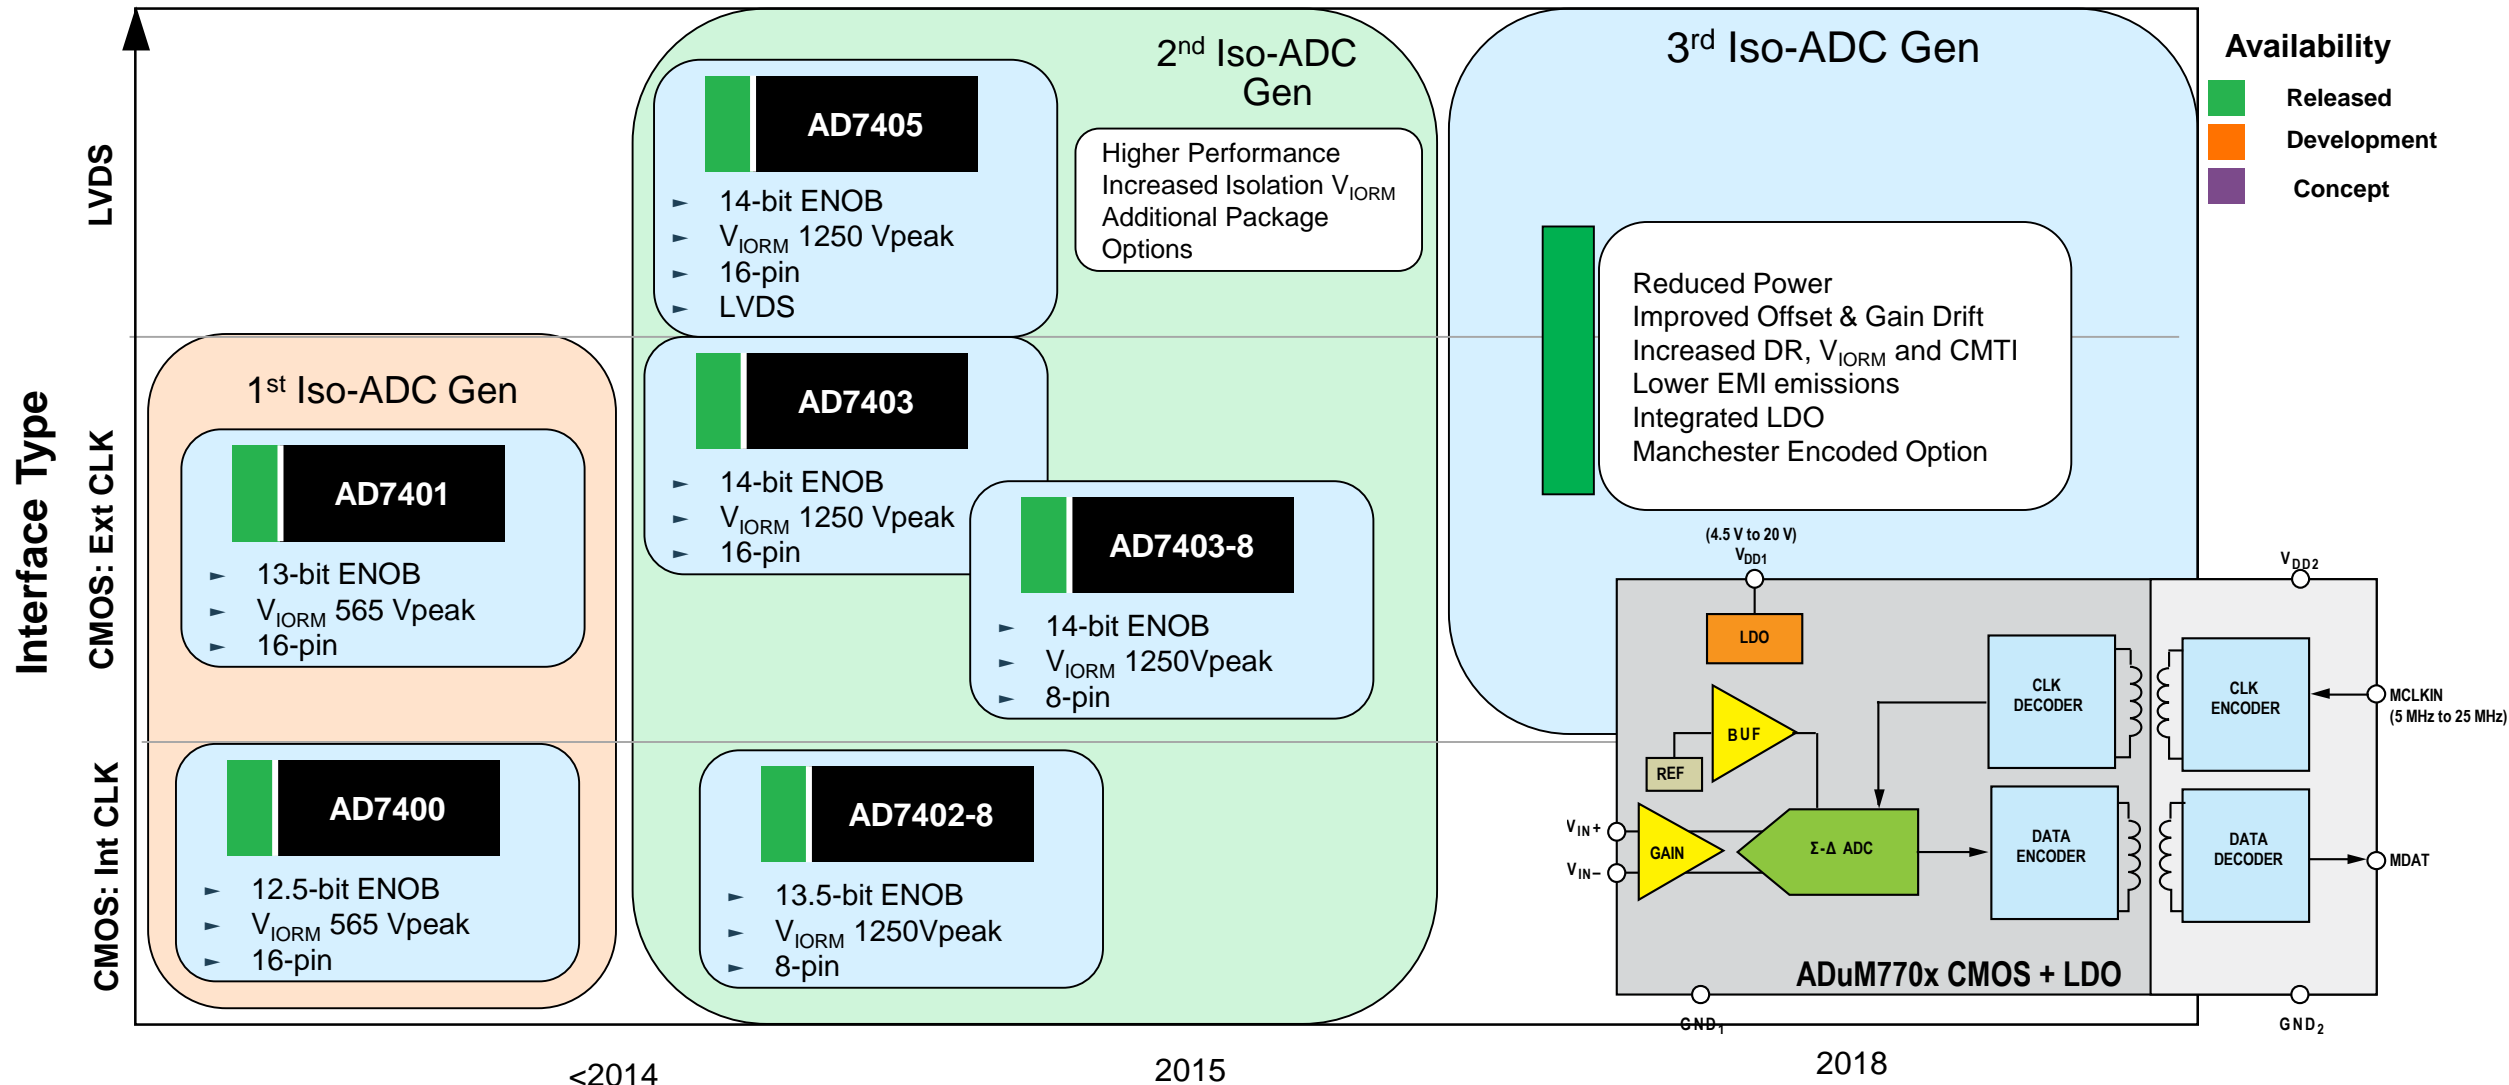 2nd Iso-ADC
Gen
3rd Iso-ADC Gen
Availability
Released
Development
Concept
Interface Type
LVDS
CMOS: Ext CLK
CMOS: Int CLK
AD7405
► 14-bit ENOB
► VIORM 1250 Vpeak
► 16-pin
► LVDS
Higher Performance
Increased Isolation VIORM
Additional Package
Options
Reduced Power
Improved Offset & Gain Drift
Increased DR, VIORM and CMTI
Lower EMI emissions
Integrated LDO
Manchester Encoded Option
1st Iso-ADC Gen
AD7401
► 13-bit ENOB
► VIORM 565 Vpeak
► 16-pin
AD7403
► 14-bit ENOB
► VIORM 1250 Vpeak
► 16-pin
AD7403-8
► 14-bit ENOB
► VIORM 1250Vpeak
► 8-pin
AD7400
► 12.5-bit ENOB
► VIORM 565 Vpeak
► 16-pin
AD7402-8
► 13.5-bit ENOB
► VIORM 1250Vpeak
► 8-pin
(4.5 V to 20 V)
VDD1
VDD2
LDO
CLK
DECODER
CLK
ENCODER
MCLKIN
(5 MHz to 25 MHz)
BUF
REF
VIN+
VIN–
GAIN
Σ-Δ ADC
DATA
ENCODER
DATA
DECODER
MDAT
ADuM770x CMOS + LDO
GND1
GND2
<2014
2015
2018